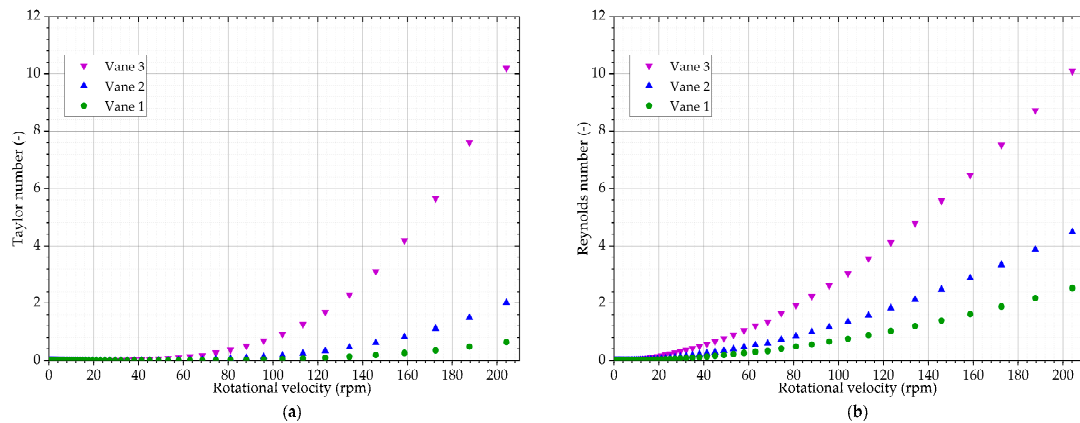 12
10
8
6
4
2
0
Taylor number (-)
Vane 3
Vane 2
Vane 1
0 20 40 60 80 100 120 140 160 180 200
Rotational velocity (rpm)
(a)
12
10
8
6
4
2
0
Reynolds number (-)
Vane 3
Vane 2
Vane 1
0 20 40 60 80 100 120 140 160 180 200
Rotational velocity (rpm)
(b)